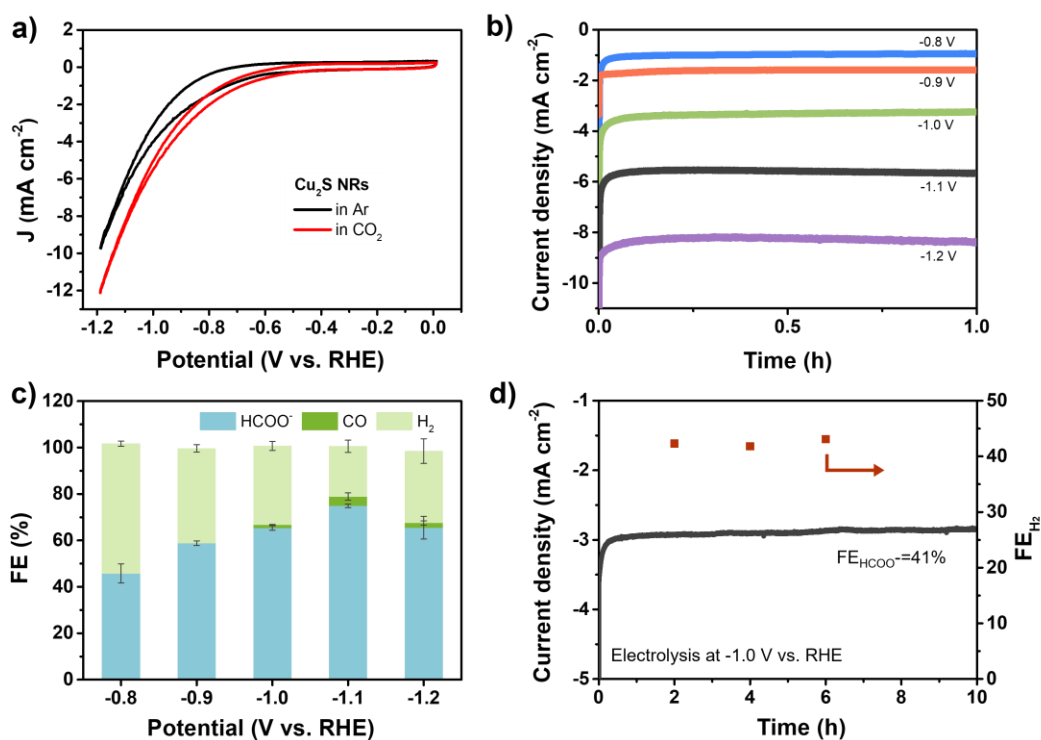 a)
2
0
-2
-4
-6
-8
-10
-12
J (mA cm⁻²)
Cu₂S NRs
in Ar
in CO₂
-1.2 -1.0 -0.8 -0.6 -0.4 -0.2 0.0
Potential (V vs. RHE)
b)
0
-2
-4
-6
-8
-10
Current density (mA cm⁻²)
-0.8 V
-0.9 V
-1.0 V
-1.1 V
-1.2 V
0.0 0.5 1.0
Time (h)
c)
120
100
80
60
40
20
0
FE (%)
HCOO⁻ CO H₂
-0.8 -0.9 -1.0 -1.1 -1.2
Potential (V vs. RHE)
d)
-1
-2
-3
-4
-5
Current density (mA cm⁻²)
50
40
30
20
10
0
FE_H₂
FE_HCOO-=41%
Electrolysis at -1.0 V vs. RHE
0 2 4 6 8 10
Time (h)